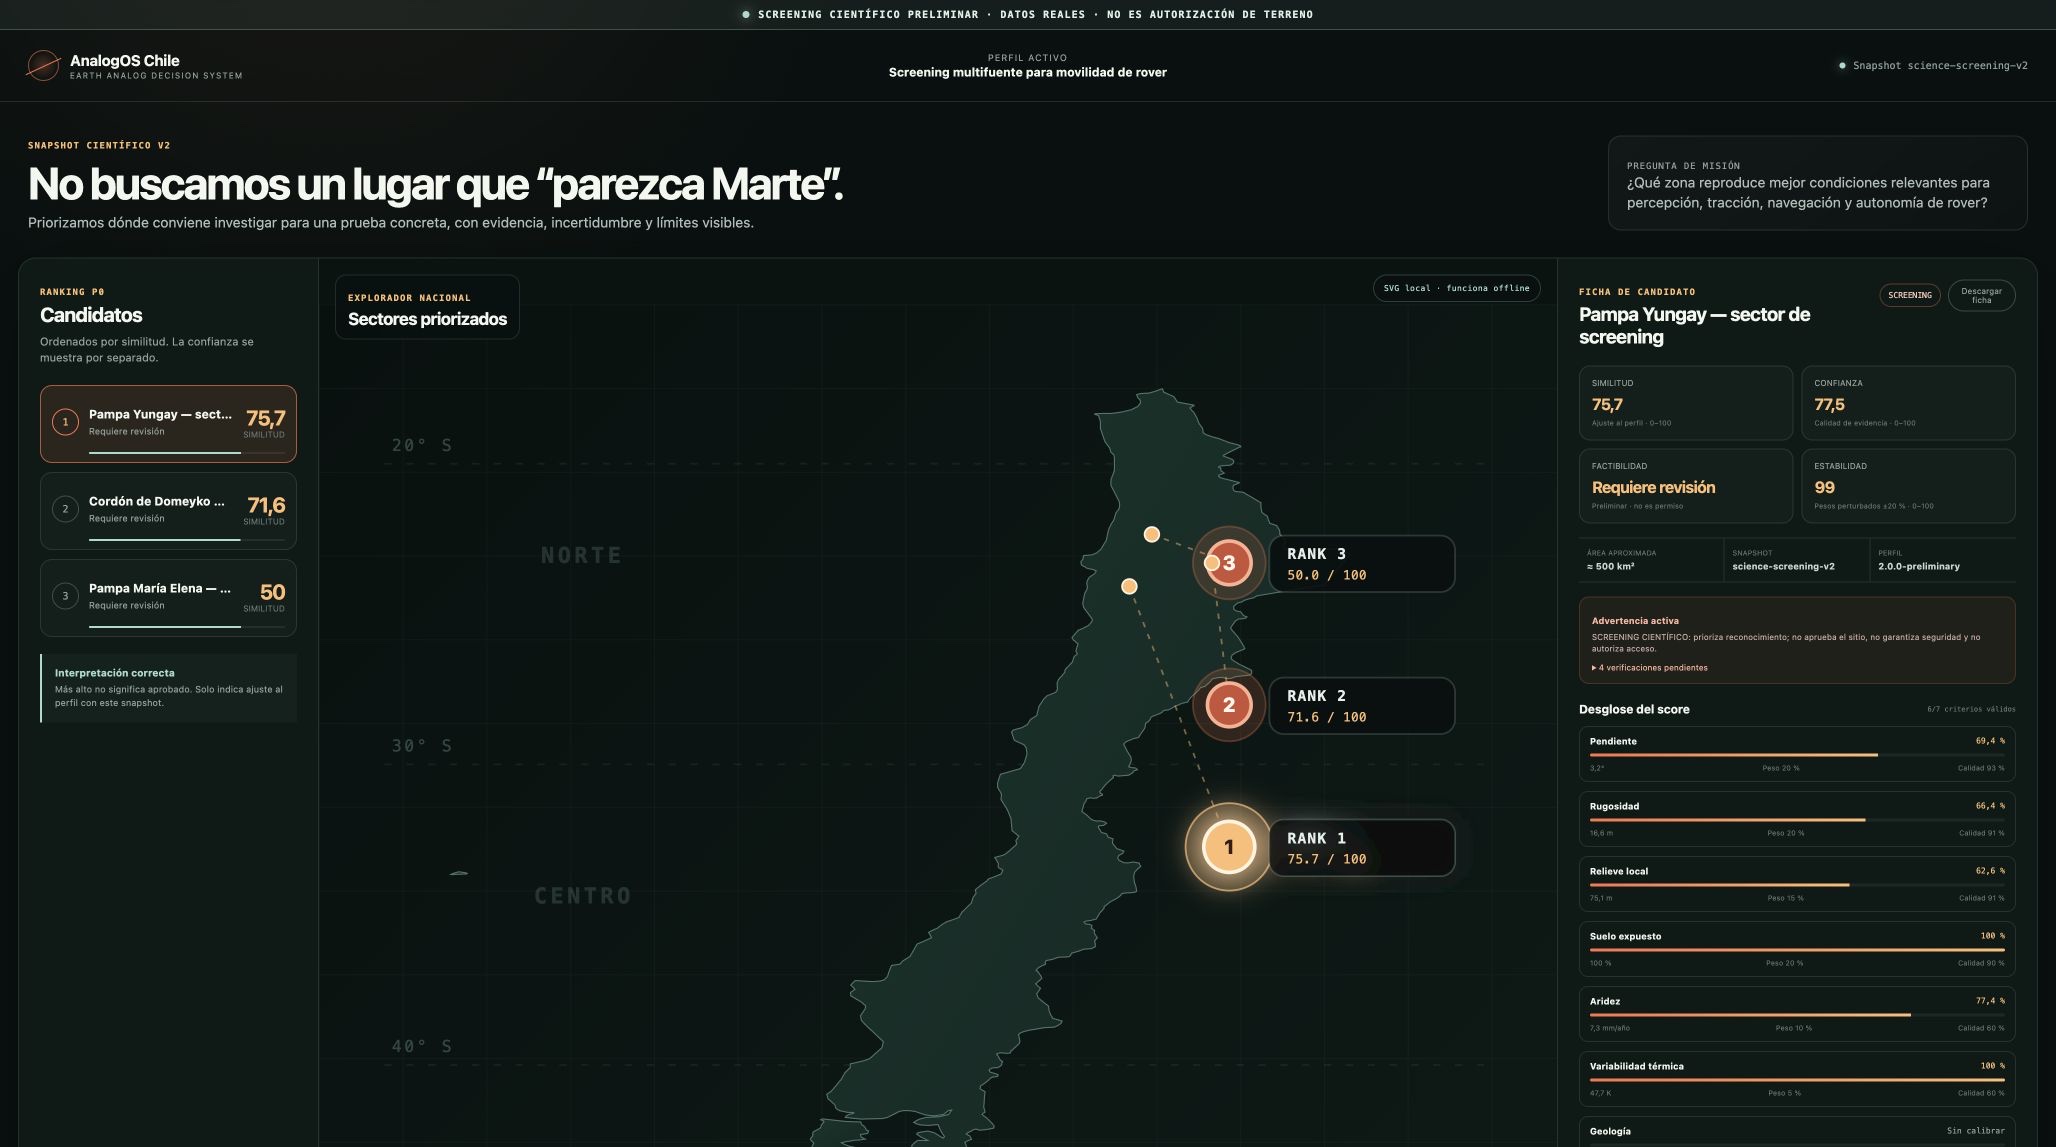 SCREENING CIENTÍFICO PRELIMINAR · DATOS REALES · NO ES AUTORIZACIÓN DE TERRENO
AnalogOS Chile
EARTH ANALOG DECISION SYSTEM
PERFIL ACTIVO
Screening multifuente para movilidad de rover
Snapshot science-screening-v2
SNAPSHOT CIENTÍFICO V2
No buscamos un lugar que “parezca Marte”.
Priorizamos dónde conviene investigar para una prueba concreta, con evidencia, incertidumbre y límites visibles.
PREGUNTA DE MISIÓN
¿Qué zona reproduce mejor condiciones relevantes para
percepción, tracción, navegación y autonomía de rover?
RANKING P0
Candidatos
Ordenados por similitud. La confianza se
muestra por separado.
1
Pampa Yungay — sect...
Requiere revisión
75,7
SIMILITUD
2
Cordón de Domeyko ...
Requiere revisión
71,6
SIMILITUD
3
Pampa María Elena — ...
Requiere revisión
50
SIMILITUD
Interpretación correcta
Más alto no significa aprobado. Solo indica ajuste al
perfil con este snapshot.
EXPLORADOR NACIONAL
Sectores priorizados
SVG local · funciona offline
20° S
NORTE
30° S
CENTRO
40° S
3
RANK 3
50.0 / 100
2
RANK 2
71.6 / 100
1
RANK 1
75.7 / 100
FICHA DE CANDIDATO
Pampa Yungay — sector de
screening
SCREENING
Descargar
ficha
SIMILITUD
75,7
Ajuste al perfil · 0–100
CONFIANZA
77,5
Calidad de evidencia · 0–100
FACTIBILIDAD
Requiere revisión
Preliminar · no es permiso
ESTABILIDAD
99
Pesos perturbados ±20 % · 0–100
ÁREA APROXIMADA
≈ 500 km²
SNAPSHOT
science-screening-v2
PERFIL
2.0.0-preliminary
Advertencia activa
SCREENING CIENTÍFICO: prioriza reconocimiento; no aprueba el sitio, no garantiza seguridad y no
autoriza acceso.
4 verificaciones pendientes
Desglose del score
6/7 criterios válidos
Pendiente
69,4 %
3,2°
Peso 20 %
Calidad 93 %
Rugosidad
66,4 %
16,6 m
Peso 20 %
Calidad 91 %
Relieve local
62,6 %
75,1 m
Peso 15 %
Calidad 91 %
Suelo expuesto
100 %
100 %
Peso 20 %
Calidad 90 %
Aridez
77,4 %
7,3 mm/año
Peso 10 %
Calidad 60 %
Variabilidad térmica
100 %
47,7 K
Peso 5 %
Calidad 60 %
Geología
Sin calibrar